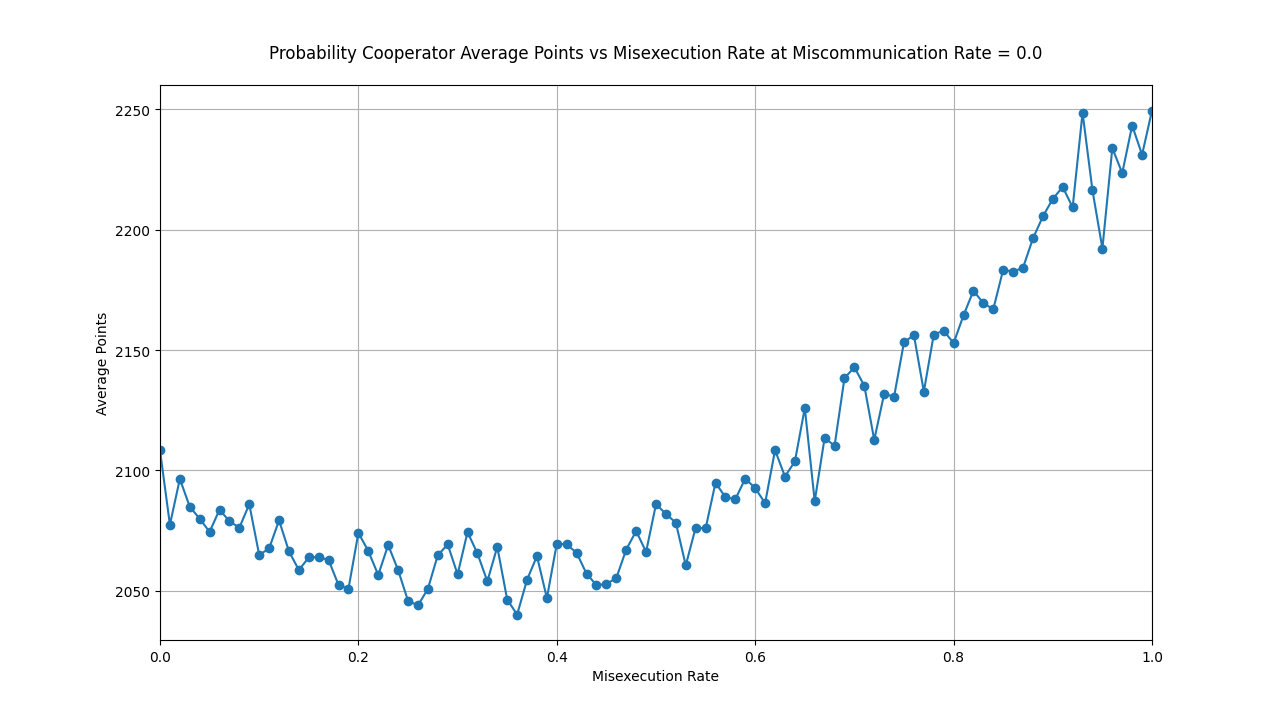 Probability Cooperator Average Points vs Misexecution Rate at Miscommunication Rate = 0.0
2250
2200
2150
2100
2050
Average Points
0.0 0.2 0.4 0.6 0.8 1.0
Misexecution Rate